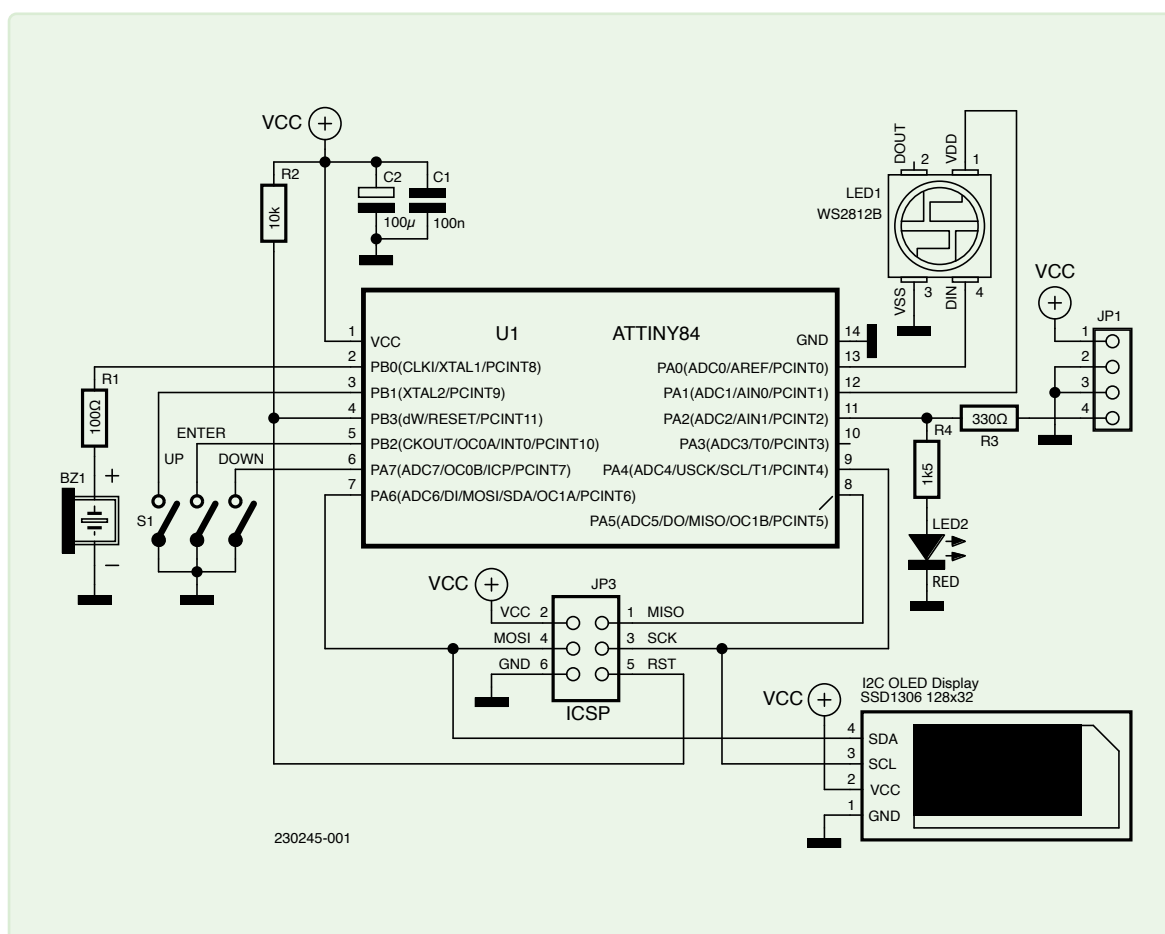 VCC
R2
10k
C2
100µ
C1
100n
DOUT
2
VDD
1
LED1
WS2812B
VSS
3
DIN
4
VCC
JP1
1
2
3
4
U1
ATTINY84
1
VCC
2
PB0(CLKI/XTAL1/PCINT8)
3
PB1(XTAL2/PCINT9)
4
PB3(dW/RESET/PCINT11)
5
PB2(CKOUT/OC0A/INT0/PCINT10)
6
PA7(ADC7/OC0B/ICP/PCINT7)
7
PA6(ADC6/DI/MOSI/SDA/OC1A/PCINT6)
GND
14
PA0(ADC0/AREF/PCINT0)
13
PA1(ADC1/AIN0/PCINT1)
12
PA2(ADC2/AIN1/PCINT2)
11
PA3(ADC3/T0/PCINT3)
10
PA4(ADC4/USCK/SCL/T1/PCINT4)
9
8
PA5(ADC5/DO/MISO/OC1B/PCINT5)
R1
100Ω
BZ1
+
–
ENTER
UP
DOWN
S1
330Ω
R3
R4
1k5
LED2
RED
VCC
JP3
VCC 2
1 MISO
MOSI 4
3 SCK
GND 6
5 RST
ICSP
VCC
I2C OLED Display
SSD1306 128x32
4 SDA
3 SCL
2 VCC
1 GND
230245-001